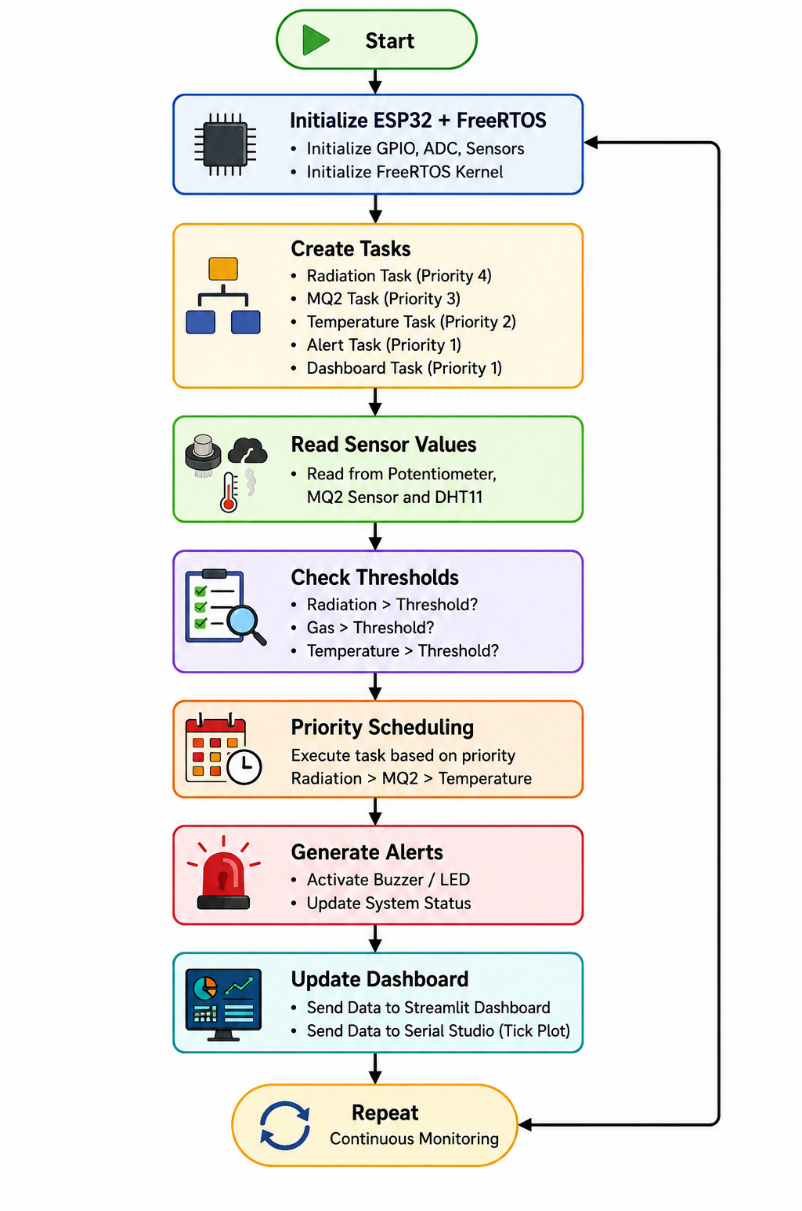 Start
Initialize ESP32 + FreeRTOS
• Initialize GPIO, ADC, Sensors
• Initialize FreeRTOS Kernel
Create Tasks
• Radiation Task (Priority 4)
• MQ2 Task (Priority 3)
• Temperature Task (Priority 2)
• Alert Task (Priority 1)
• Dashboard Task (Priority 1)
Read Sensor Values
• Read from Potentiometer,
MQ2 Sensor and DHT11
Check Thresholds
• Radiation > Threshold?
• Gas > Threshold?
• Temperature > Threshold?
Priority Scheduling
Execute task based on priority
Radiation > MQ2 > Temperature
Generate Alerts
• Activate Buzzer / LED
• Update System Status
Update Dashboard
• Send Data to Streamlit Dashboard
• Send Data to Serial Studio (Tick Plot)
Repeat
Continuous Monitoring